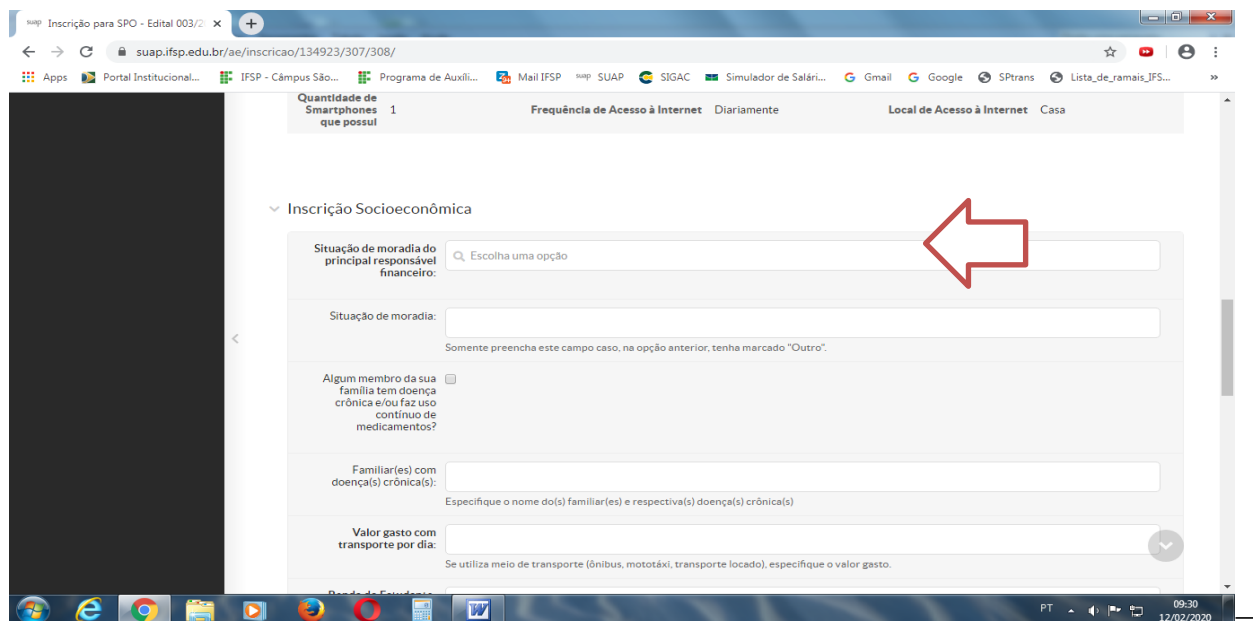 suap Inscrição para SPO - Edital 003/2
suap.ifsp.edu.br/ae/inscricao/134923/307/308/
Apps Portal Institucional... IFSP - Câmpus São... Programa de Auxíli... Mail IFSP suap SUAP SIGAC Simulador de Salári... Gmail Google SPtrans Lista_de_ramais_IFS... »
Quantidade de
Smartphones 1 Frequência de Acesso à Internet Diariamente Local de Acesso à Internet Casa
que possui
Inscrição Socioeconômica
Situação de moradia do
principal responsável Escolha uma opção
financeiro:
Situação de moradia:
Somente preencha este campo caso, na opção anterior, tenha marcado "Outro".
Algum membro da sua
família tem doença
crônica e/ou faz uso
contínuo de
medicamentos?
Familiar(es) com
doença(s) crônica(s):
Especifique o nome do(s) familiar(es) e respectiva(s) doença(s) crônica(s)
Valor gasto com
transporte por dia:
Se utiliza meio de transporte (ônibus, mototáxi, transporte locado), especifique o valor gasto.
PT 09:30
12/02/2020